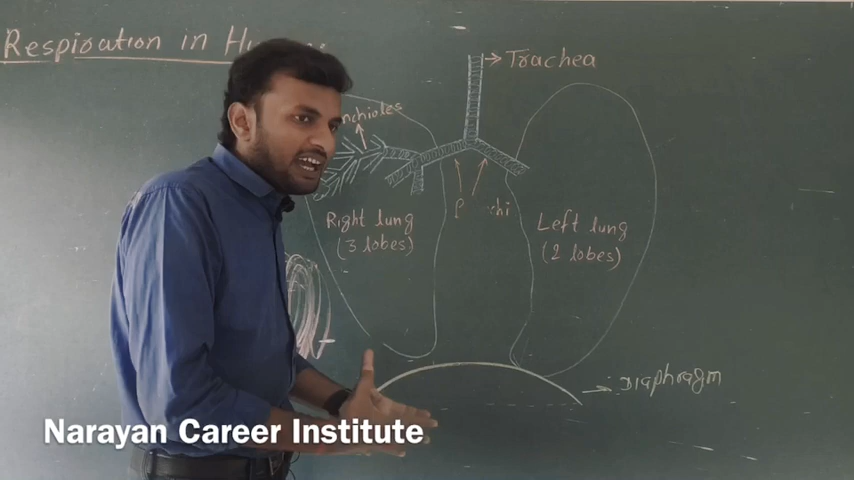 Respiration in
Trachea
Right lung
(3 lobes)
Left lung
(2 lobes)
Diaphragm
Narayan Career Institute